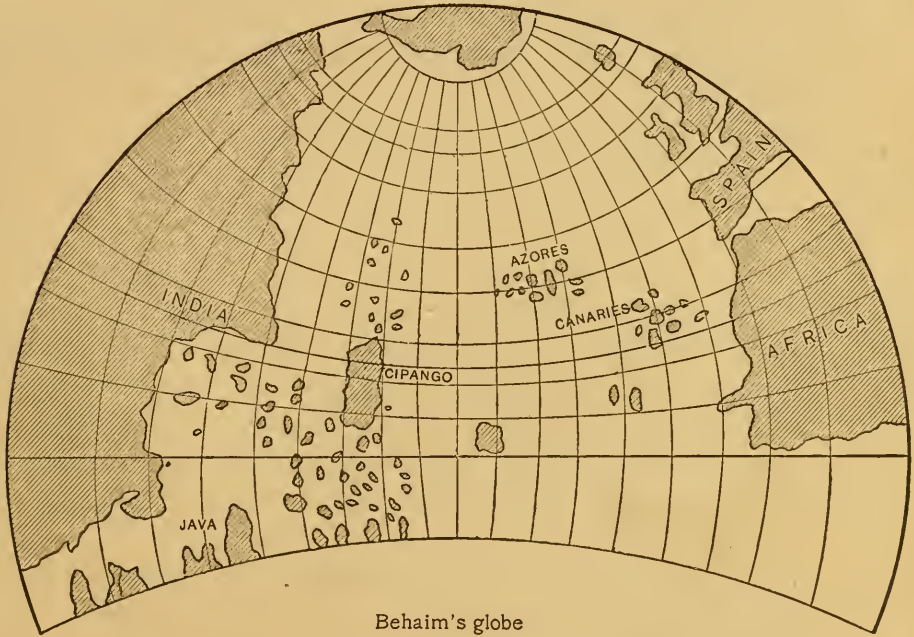 SPAIN
AZORES
INDIA
CANARIES
AFRICA
CIPANGO
JAVA
Behaim's globe